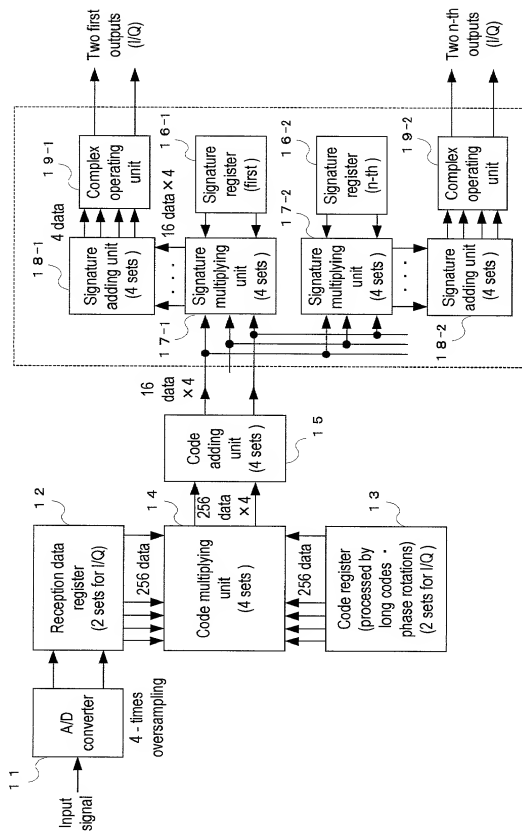 Input
signal
1 1
A/D
converter
4 - times
oversampling
1 2
Reception data
register
(2 sets for I/Q)
256 data
1 4
Code multiplying
unit
(4 sets )
256 data
Code register
(processed by
long codes •
phase rotations)
(2 sets for I/Q )
1 3
256
data
× 4
Code
adding
unit
(4 sets )
1 5
16
data
× 4
1 8-1
Signature
adding unit
(4 sets )
4 data
1 9-1
Complex
operating
unit
Two first
outputs
(I/Q)
16 data × 4
1 7-1
Signature
multiplying
unit
(4 sets )
1 6-1
Signature
register
(first )
1 7-2
Signature
multiplying
unit
(4 sets )
1 6-2
Signature
register
(n-th )
1 8-2
Signature
adding unit
(4 sets )
1 9-2
Complex
operating
unit
Two n-th
outputs
(I/Q)